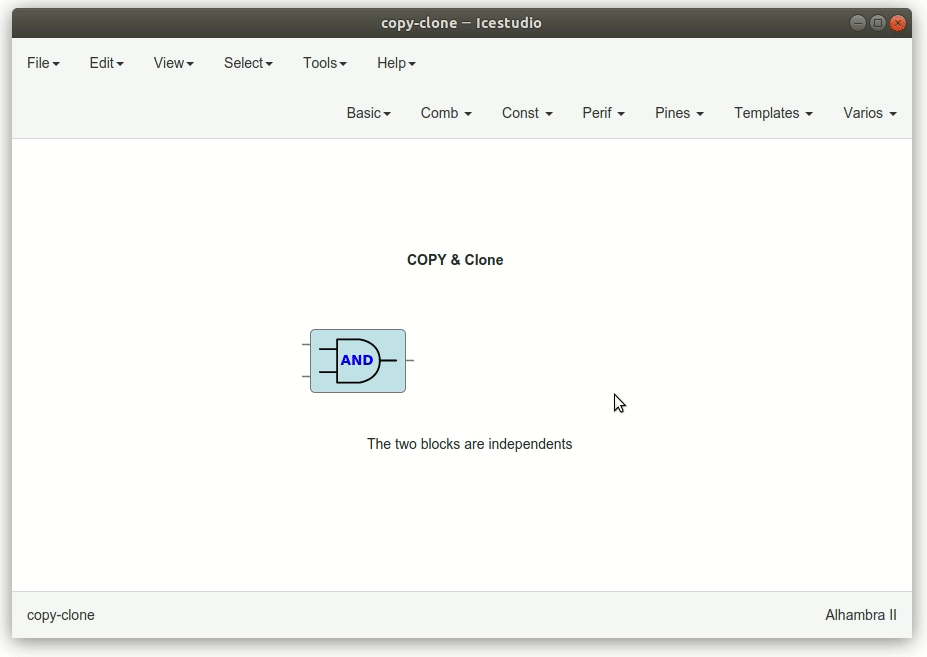 copy-clone – Icestudio
File Edit View Select Tools Help
Basic Comb Const Perif Pines Templates Varios
COPY & Clone
AND
The two blocks are independents
copy-clone Alhambra II